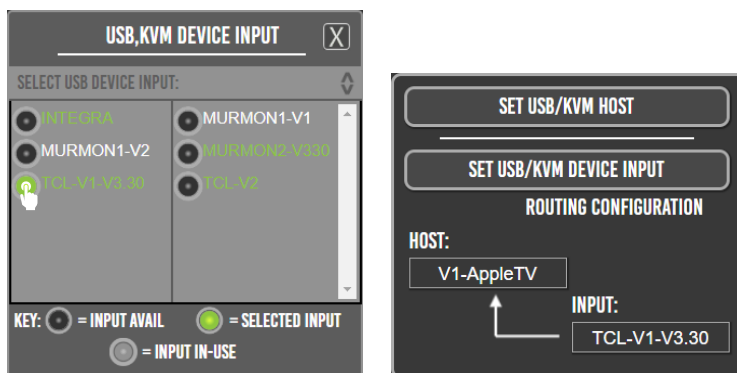 USB,KVM DEVICE INPUT
X
SELECT USB DEVICE INPUT:
INTEGRA
MURMON1-V1
MURMON1-V2
MURMON2-V330
TCL-V1-V3.30
TCL-V2
KEY: = INPUT AVAIL = SELECTED INPUT
= INPUT IN-USE
SET USB/KVM HOST
SET USB/KVM DEVICE INPUT
ROUTING CONFIGURATION
HOST:
V1-AppleTV
INPUT:
TCL-V1-V3.30